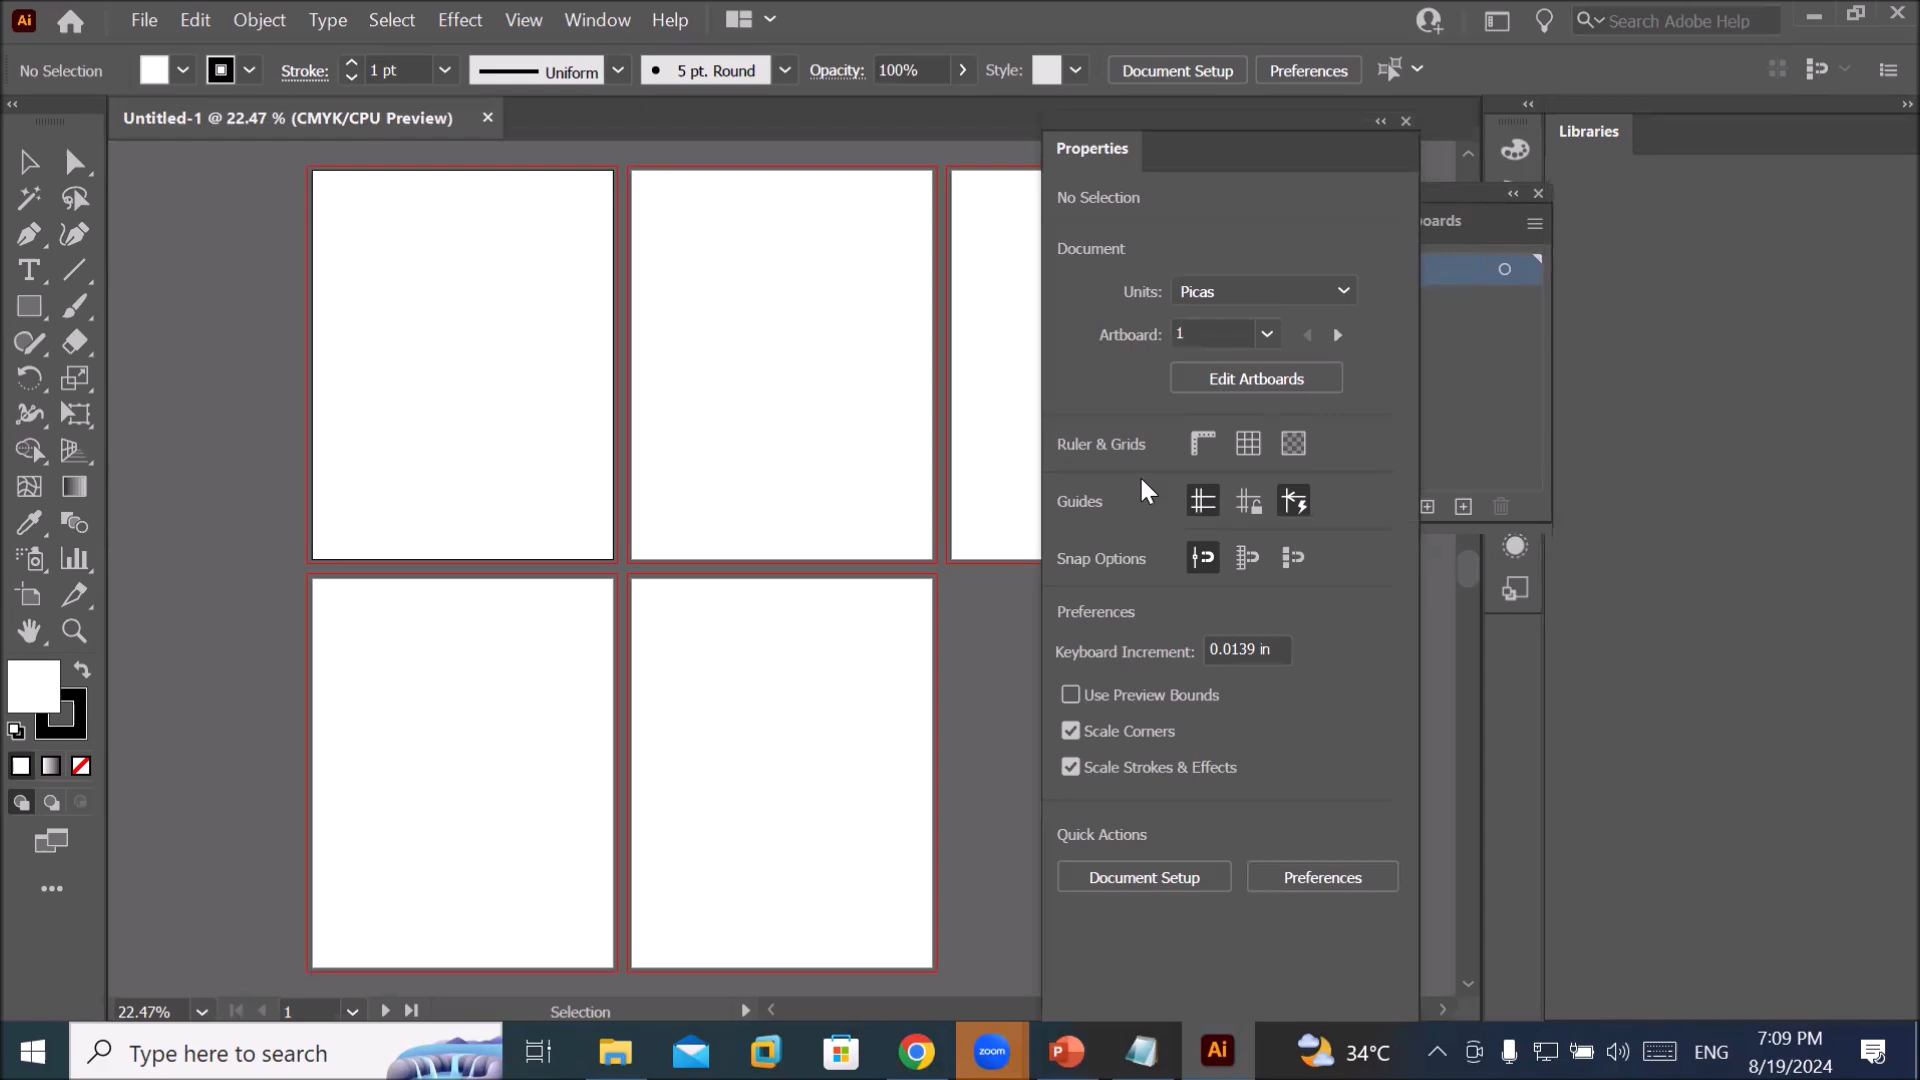 Ai File Edit Object Type Select Effect View Window Help Search Adobe Help
No Selection Stroke: 1 pt Uniform 5 pt. Round Opacity: 100% Style: Document Setup Preferences
Untitled-1 @ 22.47 % (CMYK/CPU Preview)
Libraries
Properties
No Selection
boards
Document
Units: Picas
Artboard: 1
Edit Artboards
Ruler & Grids
Guides
Snap Options
Preferences
Keyboard Increment: 0.0139 in
Use Preview Bounds
Scale Corners
Scale Strokes & Effects
Quick Actions
Document Setup Preferences
22.47% 1 Selection
Type here to search zoom Ai 34°C ENG 7:09 PM
8/19/2024